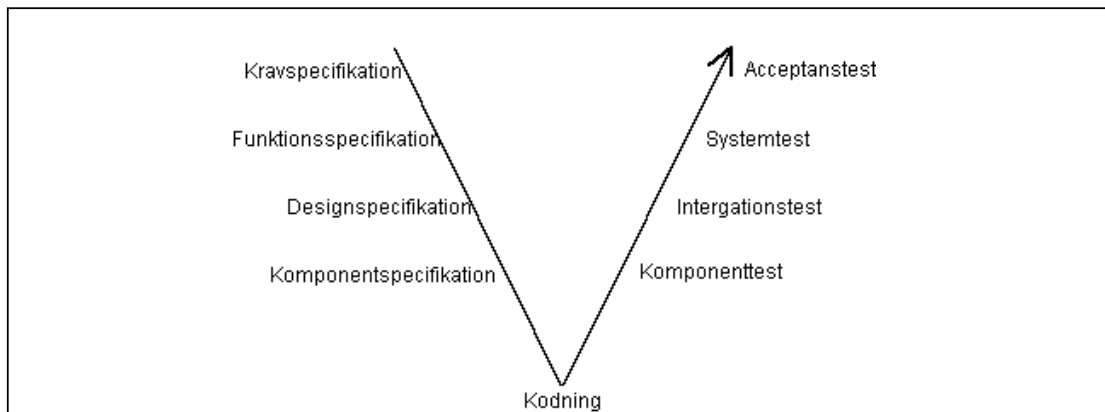 Kravspecifikation
Acceptanstest
Funktionsspecifikation
Systemtest
Designspecifikation
Intergationstest
Komponentspecifikation
Komponenttest
Kodning